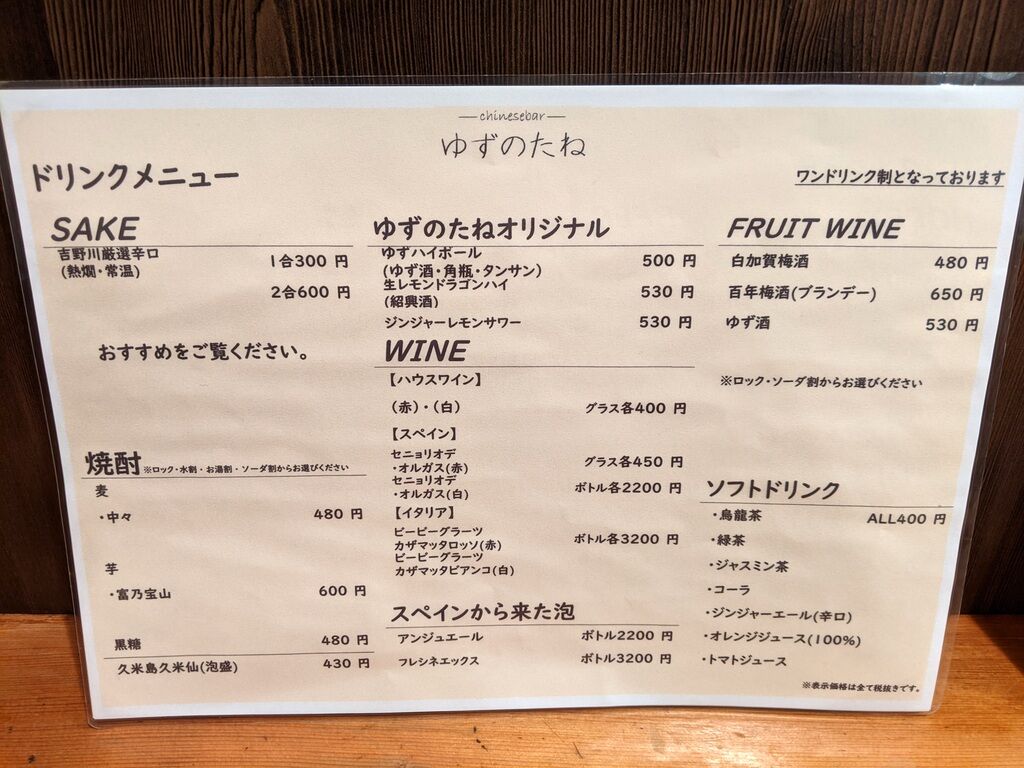 chinesebar
ゆずのたね
ドリンクメニュー
ワンドリンク制となっております
SAKE
吉野川厳選辛口
(熱燗・常温)
1合300 円
2合600 円
おすすめをご覧ください。
焼酎 ※ロック・水割・お湯割・ソーダ割からお選びください
麦
・中々 480 円
芋
・富乃宝山 600 円
黒糖 480 円
久米島久米仙(泡盛) 430 円
ゆずのたねオリジナル
ゆずハイボール 500 円
(ゆず酒・角瓶・タンサン)
生レモンドラゴンハイ 530 円
(紹興酒)
ジンジャーレモンサワー 530 円
WINE
【ハウスワイン】
(赤)・(白) グラス各400 円
【スペイン】
セニョリオデ
・オルガス(赤) グラス各450 円
セニョリオデ
・オルガス(白) ボトル各2200 円
【イタリア】
ピーピーグラーツ
カザマッタロッソ(赤) ボトル各3200 円
ピーピーグラーツ
カザマッタビアンコ(白)
スペインから来た泡
アンジュエール ボトル2200 円
フレシネエックス ボトル3200 円
FRUIT WINE
白加賀梅酒 480 円
百年梅酒(ブランデー) 650 円
ゆず酒 530 円
※ロック・ソーダ割からお選びください
ソフトドリンク
・烏龍茶 ALL400 円
・緑茶
・ジャスミン茶
・コーラ
・ジンジャーエール(辛口)
・オレンジジュース(100%)
・トマトジュース
※表示価格は全て税抜きです。